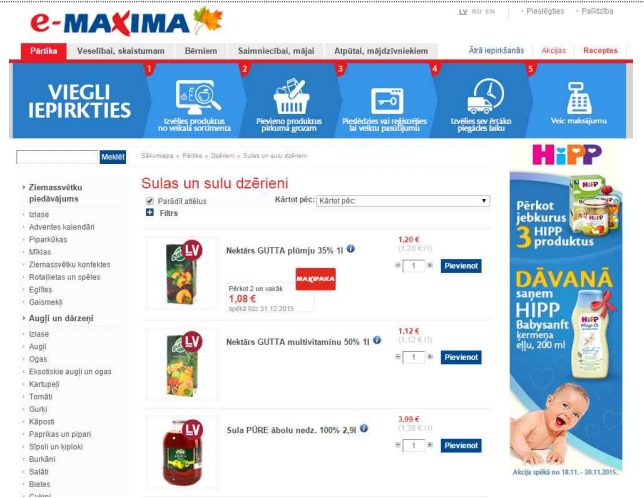 e-MAXIMA
LV RU EN
Pieslēgties
Palīdzība
Pārtika
Veselībai, skaistumam
Bērniem
Saimniecībai, mājai
Atpūtai, mājdzīvniekiem
Ātrā iepirkšanās
Akcijas
Receptes
VIEGLI
IEPIRKTIES
1
Izvēlies produktus
no veikala sortimenta
2
Pievieno produktus
pirkuma grozam
3
Pieslēdzies vai reģistrējies
lai veiktu pasūtījumu
4
Izvēlies sev ērtāko
piegādes laiku
5
Veic maksājumu
Meklēt
Ziemassvētku
piedāvājums
Izlase
Adventes kalendāri
Piparkūkas
Mīklas
Ziemassvētku konfektes
Rotaļlietas un spēles
Eglītes
Gaismekļi
Augļi un dārzeņi
Izlase
Augļi
Ogas
Eksotiskie augļi un ogas
Kartupeļi
Tomāti
Gurķi
Kāposti
Paprikas un pipari
Sīpoli un ķiploki
Burkāni
Salāti
Bietes
Cukini
Sākumlapa » Pārtika » Dzērieni » Sulas un sulu dzērieni
Sulas un sulu dzērieni
Parādīt attēlus
Kārtot pēc: Kārtot pēc:
Filtrs
LV
Nektārs GUTTA plūmju 35% 1l
1,20 €
(1,20 € / l)
1
Pievienot
Pērkot 2 un vairāk
1,08 €
spēkā līdz 31.12.2015
MAXIPAKA
LV
Nektārs GUTTA multivitamīnu 50% 1l
1,12 €
(1,12 € / l)
1
Pievienot
LV
PŪRE
Sula PŪRE ābolu nedz. 100% 2,9l
3,99 €
(1,38 € / l)
1
Pievienot
HiPP
Pērkot
jebkurus
3 HIPP
produktus
DĀVANĀ
saņem
HIPP
Babysanft
ķermeņa
eļļu, 200 ml
HiPP
Akcija spēkā no 18.11. - 30.11.2015.